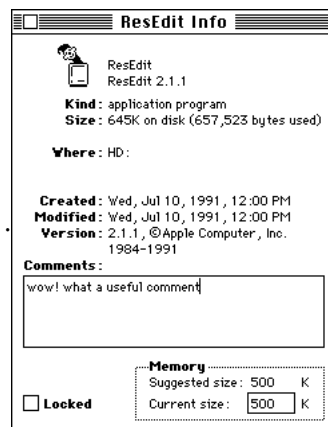 ResEdit Info
ResEdit
ResEdit 2.1.1
Kind: application program
Size: 645K on disk (657,523 bytes used)
Where: HD:
Created: Wed, Jul 10, 1991, 12:00 PM
Modified: Wed, Jul 10, 1991, 12:00 PM
Version: 2.1.1, ©Apple Computer, Inc.
1984-1991
Comments:
wow! what a useful comment
Memory
Suggested size: 500 K
Locked
Current size: 500 K